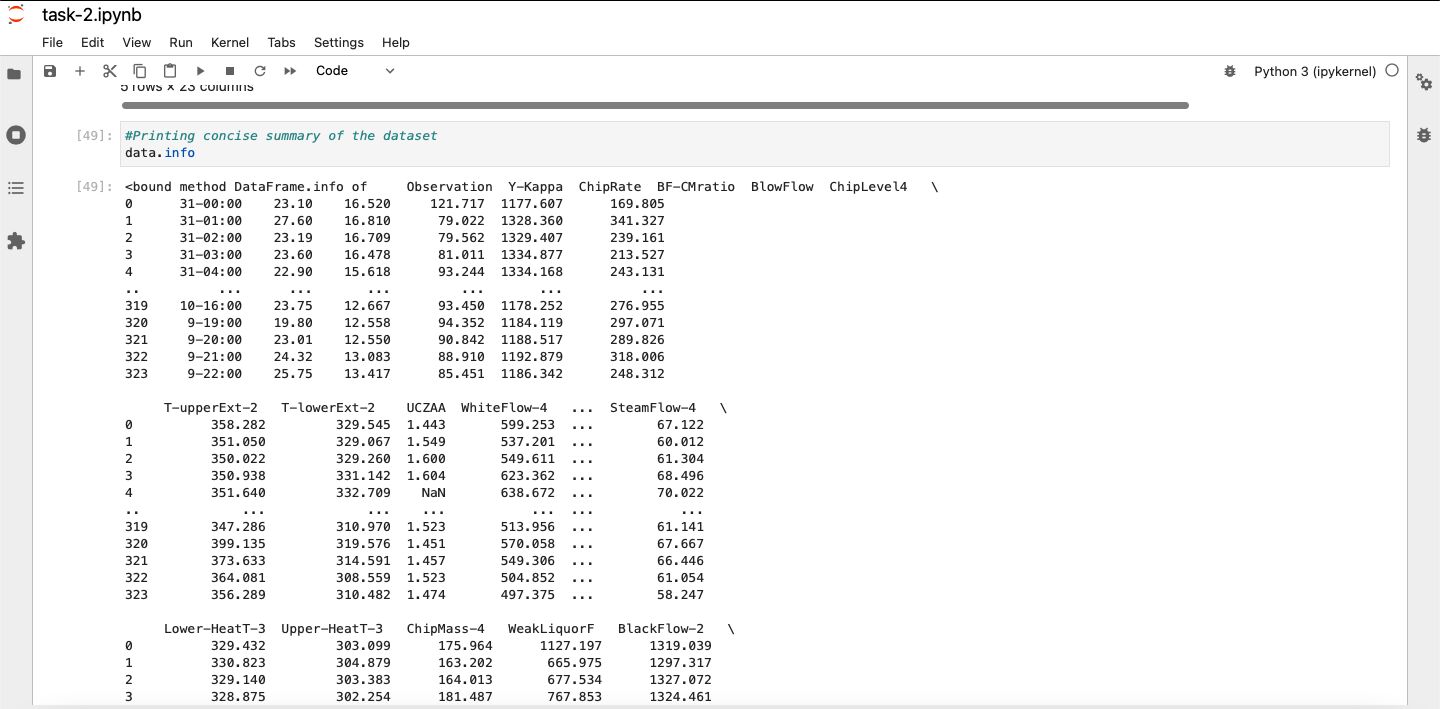 task-2.ipynb
File Edit View Run Kernel Tabs Settings Help
Code Python 3 (ipykernel)
5 rows × 23 columns
[49]: #Printing concise summary of the dataset
data.info
[49]: <bound method DataFrame.info of Observation Y-Kappa ChipRate BF-CMratio BlowFlow ChipLevel4 \
0 31-00:00 23.10 16.520 121.717 1177.607 169.805
1 31-01:00 27.60 16.810 79.022 1328.360 341.327
2 31-02:00 23.19 16.709 79.562 1329.407 239.161
3 31-03:00 23.60 16.478 81.011 1334.877 213.527
4 31-04:00 22.90 15.618 93.244 1334.168 243.131
.. ... ... ... ... ... ...
319 10-16:00 23.75 12.667 93.450 1178.252 276.955
320 9-19:00 19.80 12.558 94.352 1184.119 297.071
321 9-20:00 23.01 12.550 90.842 1188.517 289.826
322 9-21:00 24.32 13.083 88.910 1192.879 318.006
323 9-22:00 25.75 13.417 85.451 1186.342 248.312
T-upperExt-2 T-lowerExt-2 UCZAA WhiteFlow-4 ... SteamFlow-4 \
0 358.282 329.545 1.443 599.253 ... 67.122
1 351.050 329.067 1.549 537.201 ... 60.012
2 350.022 329.260 1.600 549.611 ... 61.304
3 350.938 331.142 1.604 623.362 ... 68.496
4 351.640 332.709 NaN 638.672 ... 70.022
.. ... ... ... ... ... ...
319 347.286 310.970 1.523 513.956 ... 61.141
320 399.135 319.576 1.451 570.058 ... 67.667
321 373.633 314.591 1.457 549.306 ... 66.446
322 364.081 308.559 1.523 504.852 ... 61.054
323 356.289 310.482 1.474 497.375 ... 58.247
Lower-HeatT-3 Upper-HeatT-3 ChipMass-4 WeakLiquorF BlackFlow-2 \
0 329.432 303.099 175.964 1127.197 1319.039
1 330.823 304.879 163.202 665.975 1297.317
2 329.140 303.383 164.013 677.534 1327.072
3 328.875 302.254 181.487 767.853 1324.461